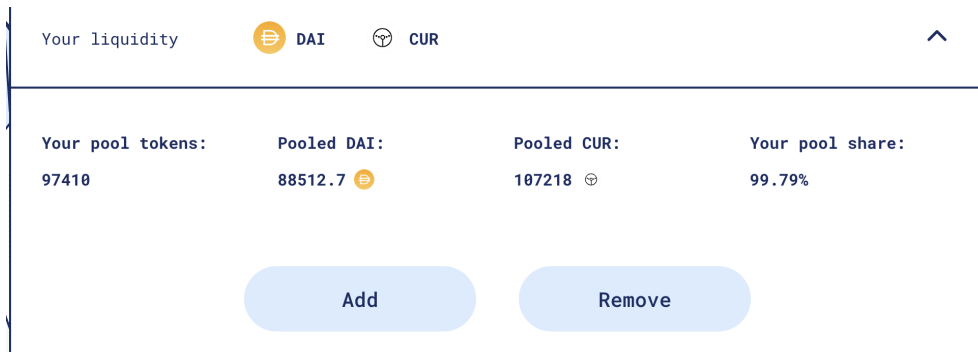 Your liquidity DAI CUR
Your pool tokens: Pooled DAI: Pooled CUR: Your pool share:
97410 88512.7 107218 99.79%
Add Remove